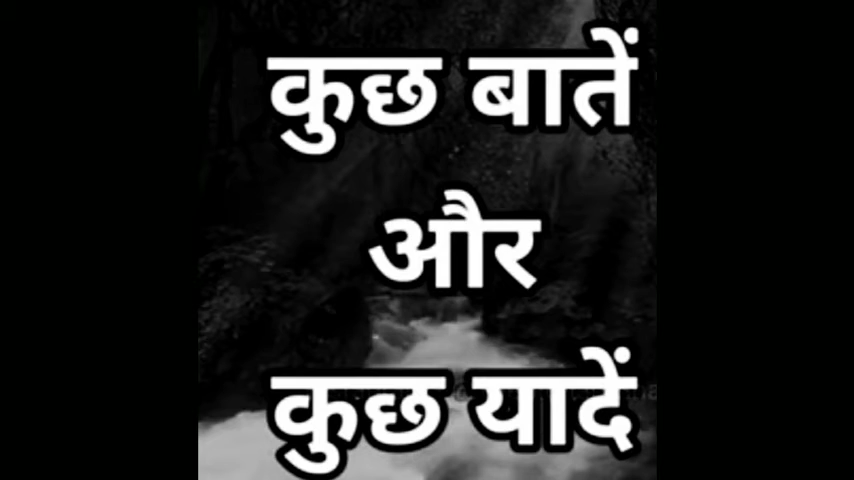 कुछ बातें
और
कुछ यादें